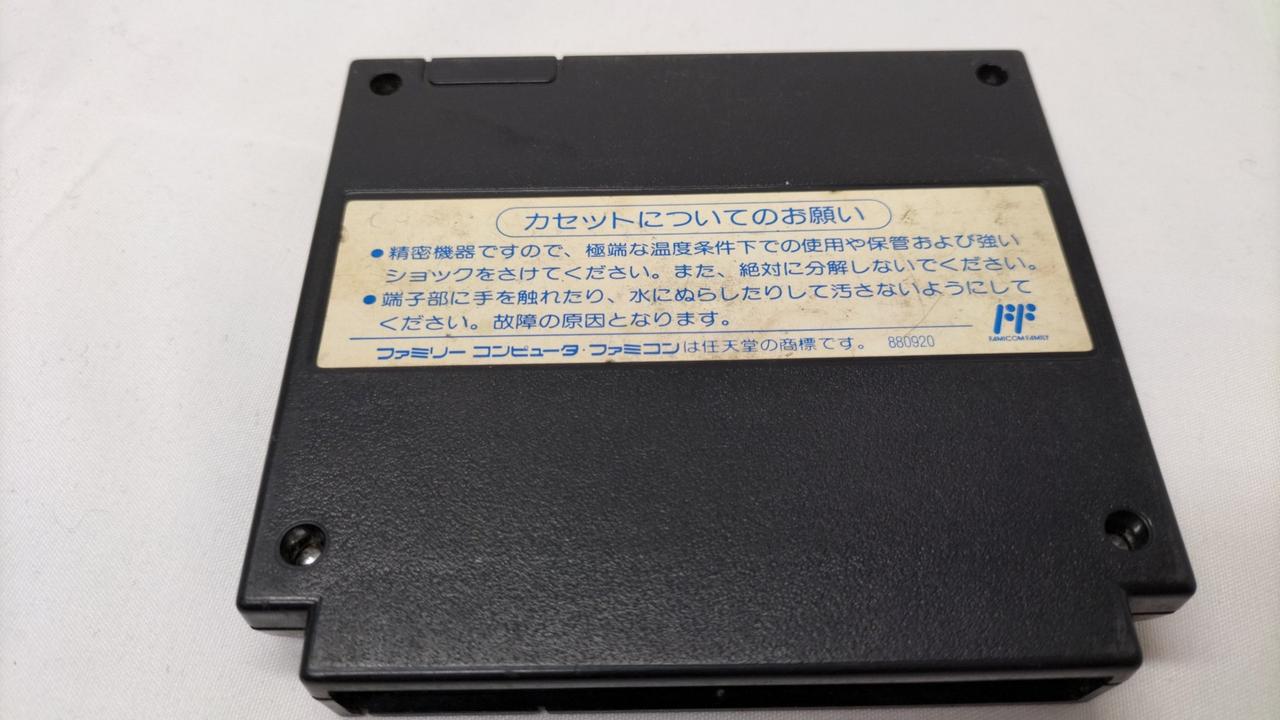 カセットについてのお願い
●精密機器ですので、極端な温度条件下での使用や保管および強い
ショックをさけてください。また、絶対に分解しないでください。
●端子部に手を触れたり、水にぬらしたりして汚さないようにして
ください。故障の原因となります。
FF
FAMICOM FAMILY
ファミリー コンピュータ・ファミコンは任天堂の商標です。 880920